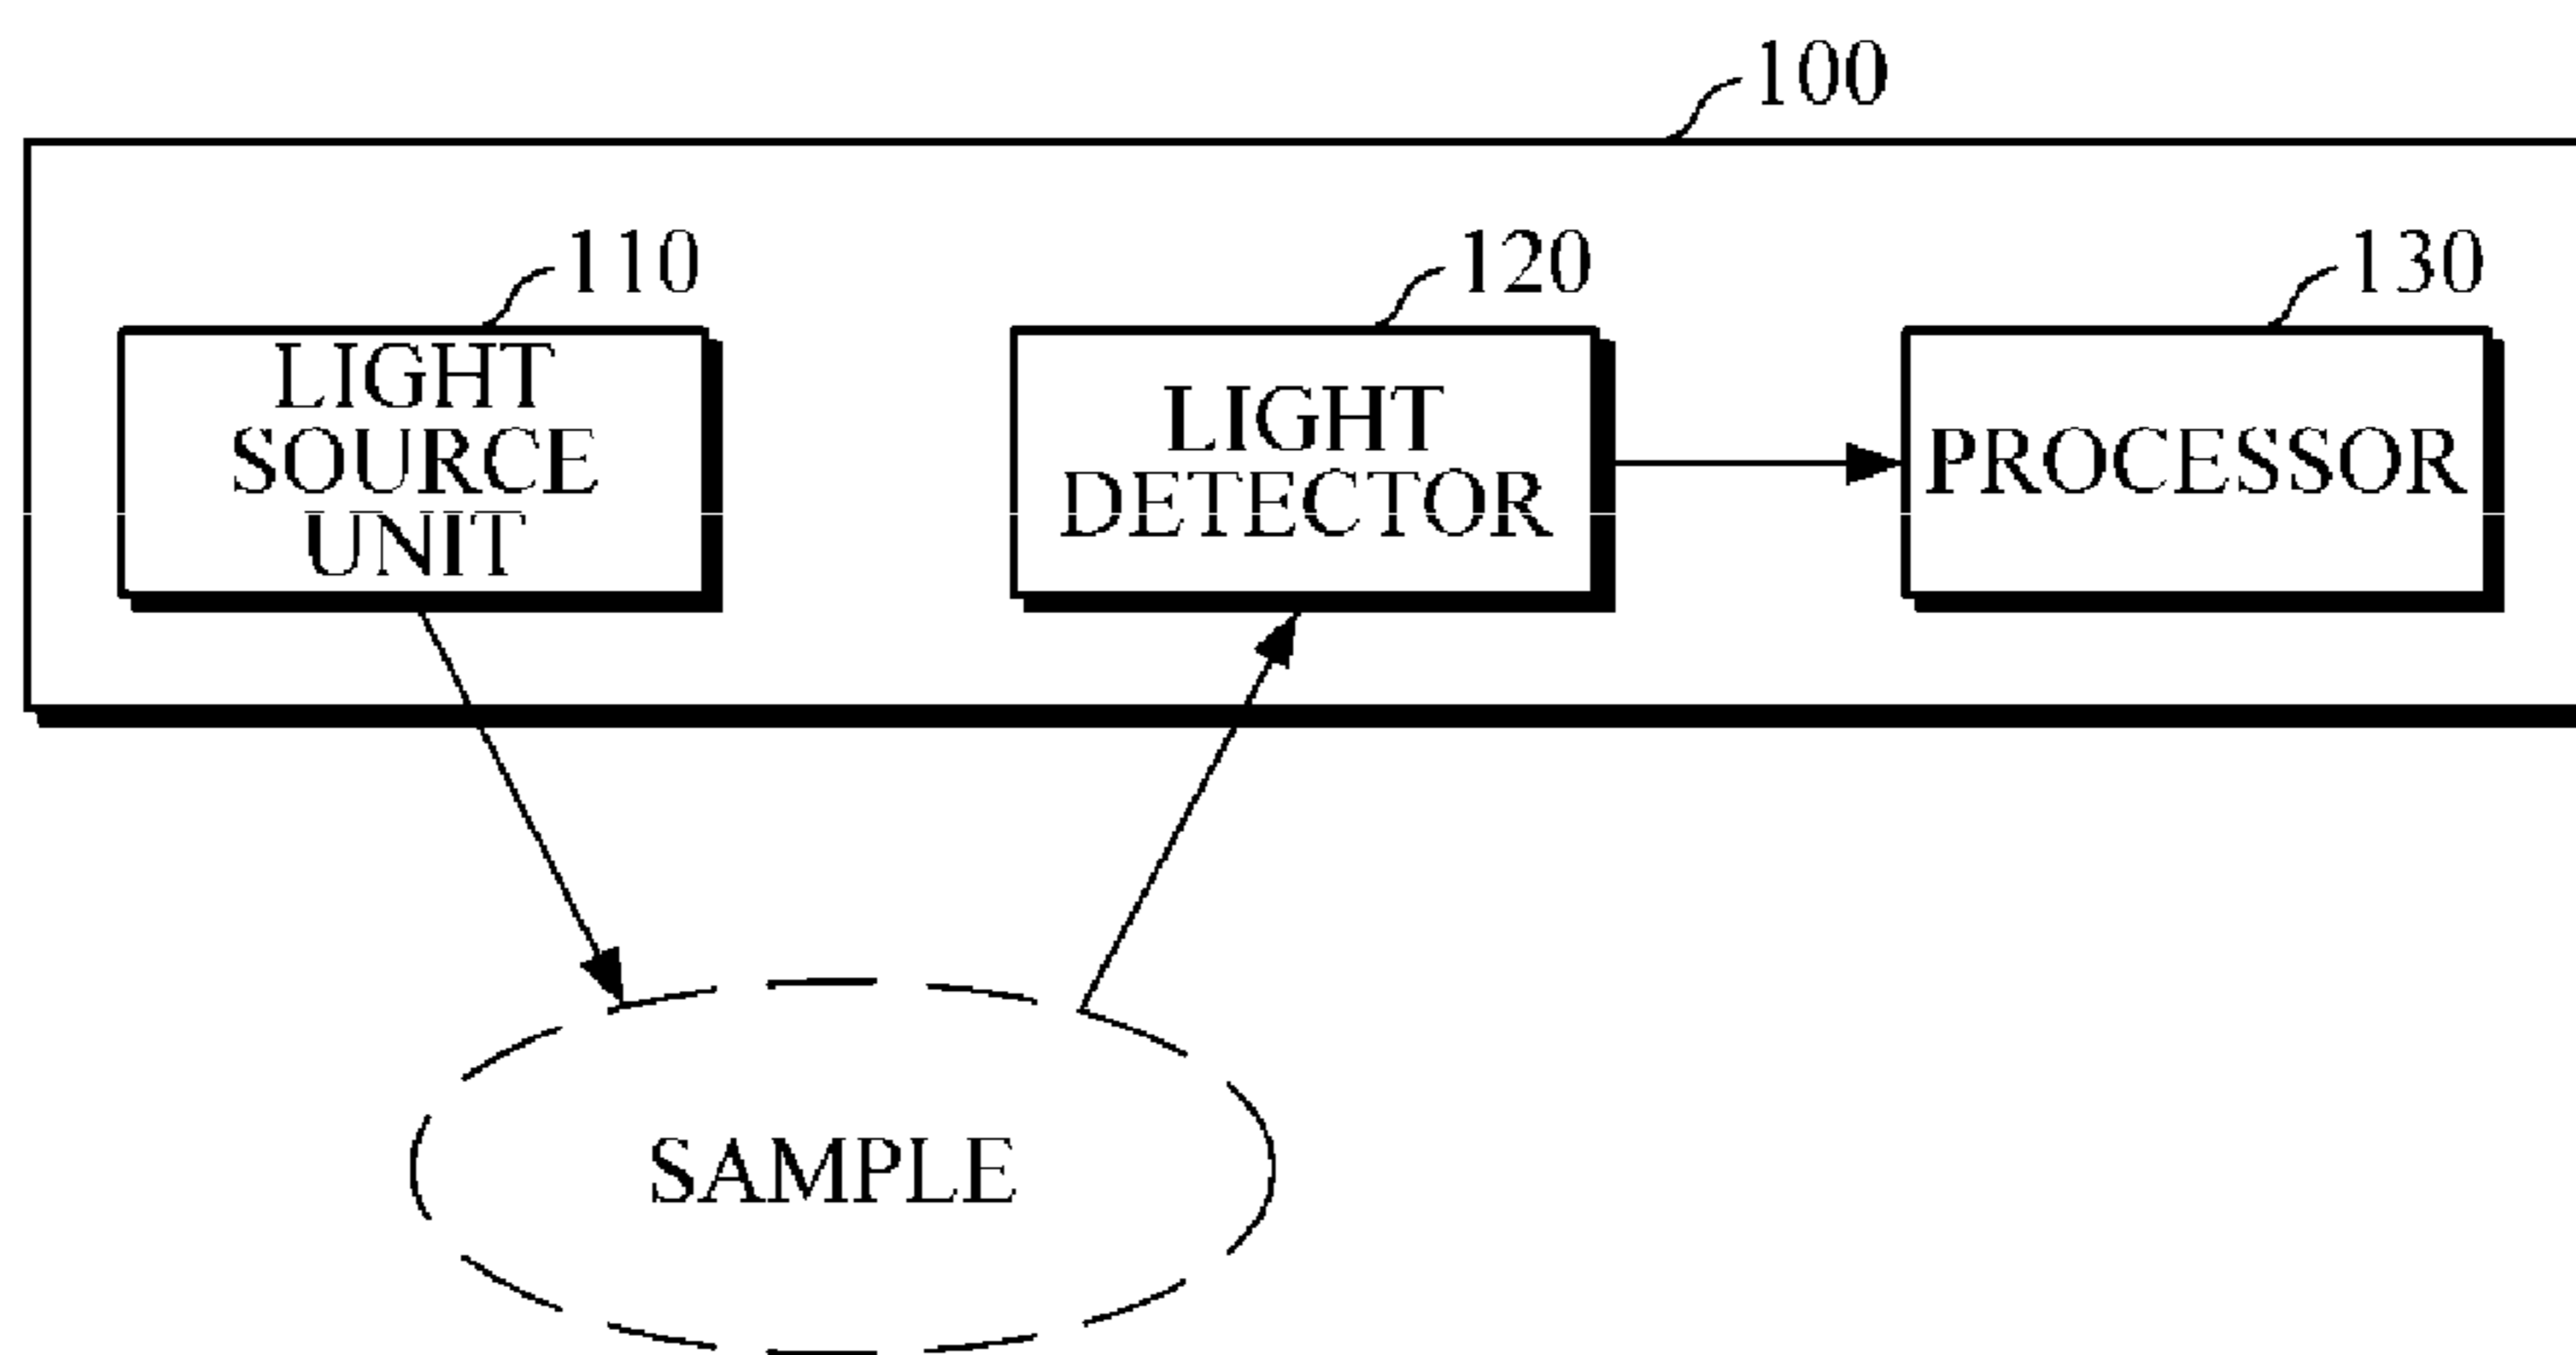 100
110
120
130
LIGHT
SOURCE
UNIT
LIGHT
DETECTOR
PROCESSOR
SAMPLE